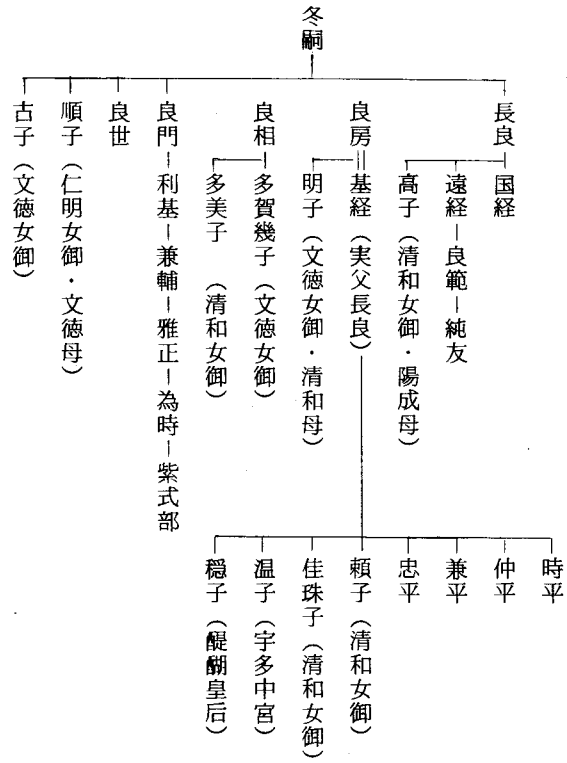 冬嗣
長良
国経
遠経ー良範ー純友
高子（清和女御・陽成母）
良房
基経（実父長良）
明子（文徳女御・清和母）
良相
多賀幾子（文徳女御）
多美子（清和女御）
良門ー利基ー兼輔ー雅正ー為時ー紫式部
良世
順子（仁明女御・文徳母）
古子（文徳女御）
時平
仲平
兼平
忠平
頼子（清和女御）
佳珠子（清和女御）
温子（宇多中宮）
穏子（醍醐皇后）